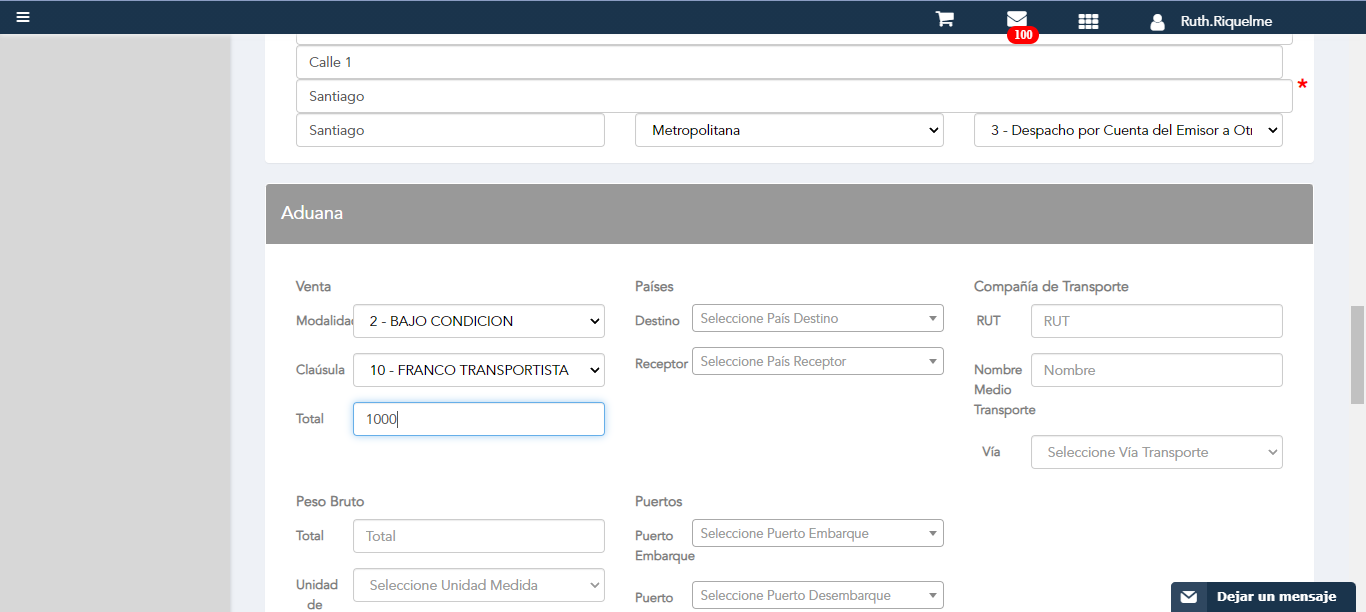 Ruth.Riquelme
100
Calle 1
Santiago
*
Santiago
Metropolitana
3 - Despacho por Cuenta del Emisor a Otr
Aduana
Venta
Países
Compañía de Transporte
Modalidad
2 - BAJO CONDICION
Destino
Seleccione País Destino
RUT
RUT
Claúsula
10 - FRANCO TRANSPORTISTA
Receptor
Seleccione País Receptor
Nombre
Medio
Transporte
Nombre
Total
1000
Vía
Seleccione Vía Transporte
Peso Bruto
Puertos
Total
Total
Puerto
Embarque
Seleccione Puerto Embarque
Unidad
de
Seleccione Unidad Medida
Puerto
Seleccione Puerto Desembarque
Dejar un mensaje